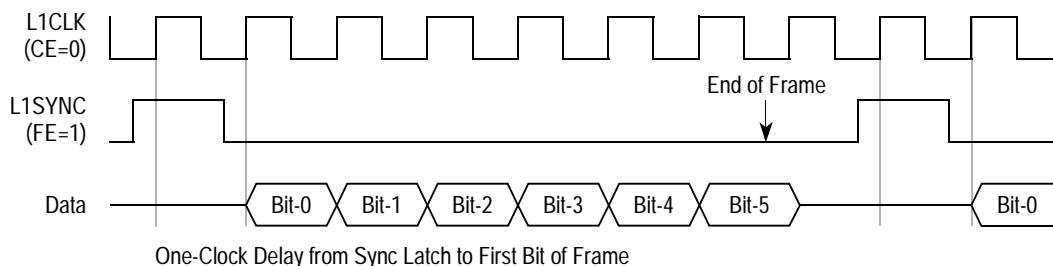 L1CLK
(CE=0)
End of Frame
L1SYNC
(FE=1)
Data
Bit-0
Bit-1
Bit-2
Bit-3
Bit-4
Bit-5
Bit-0
One-Clock Delay from Sync Latch to First Bit of Frame